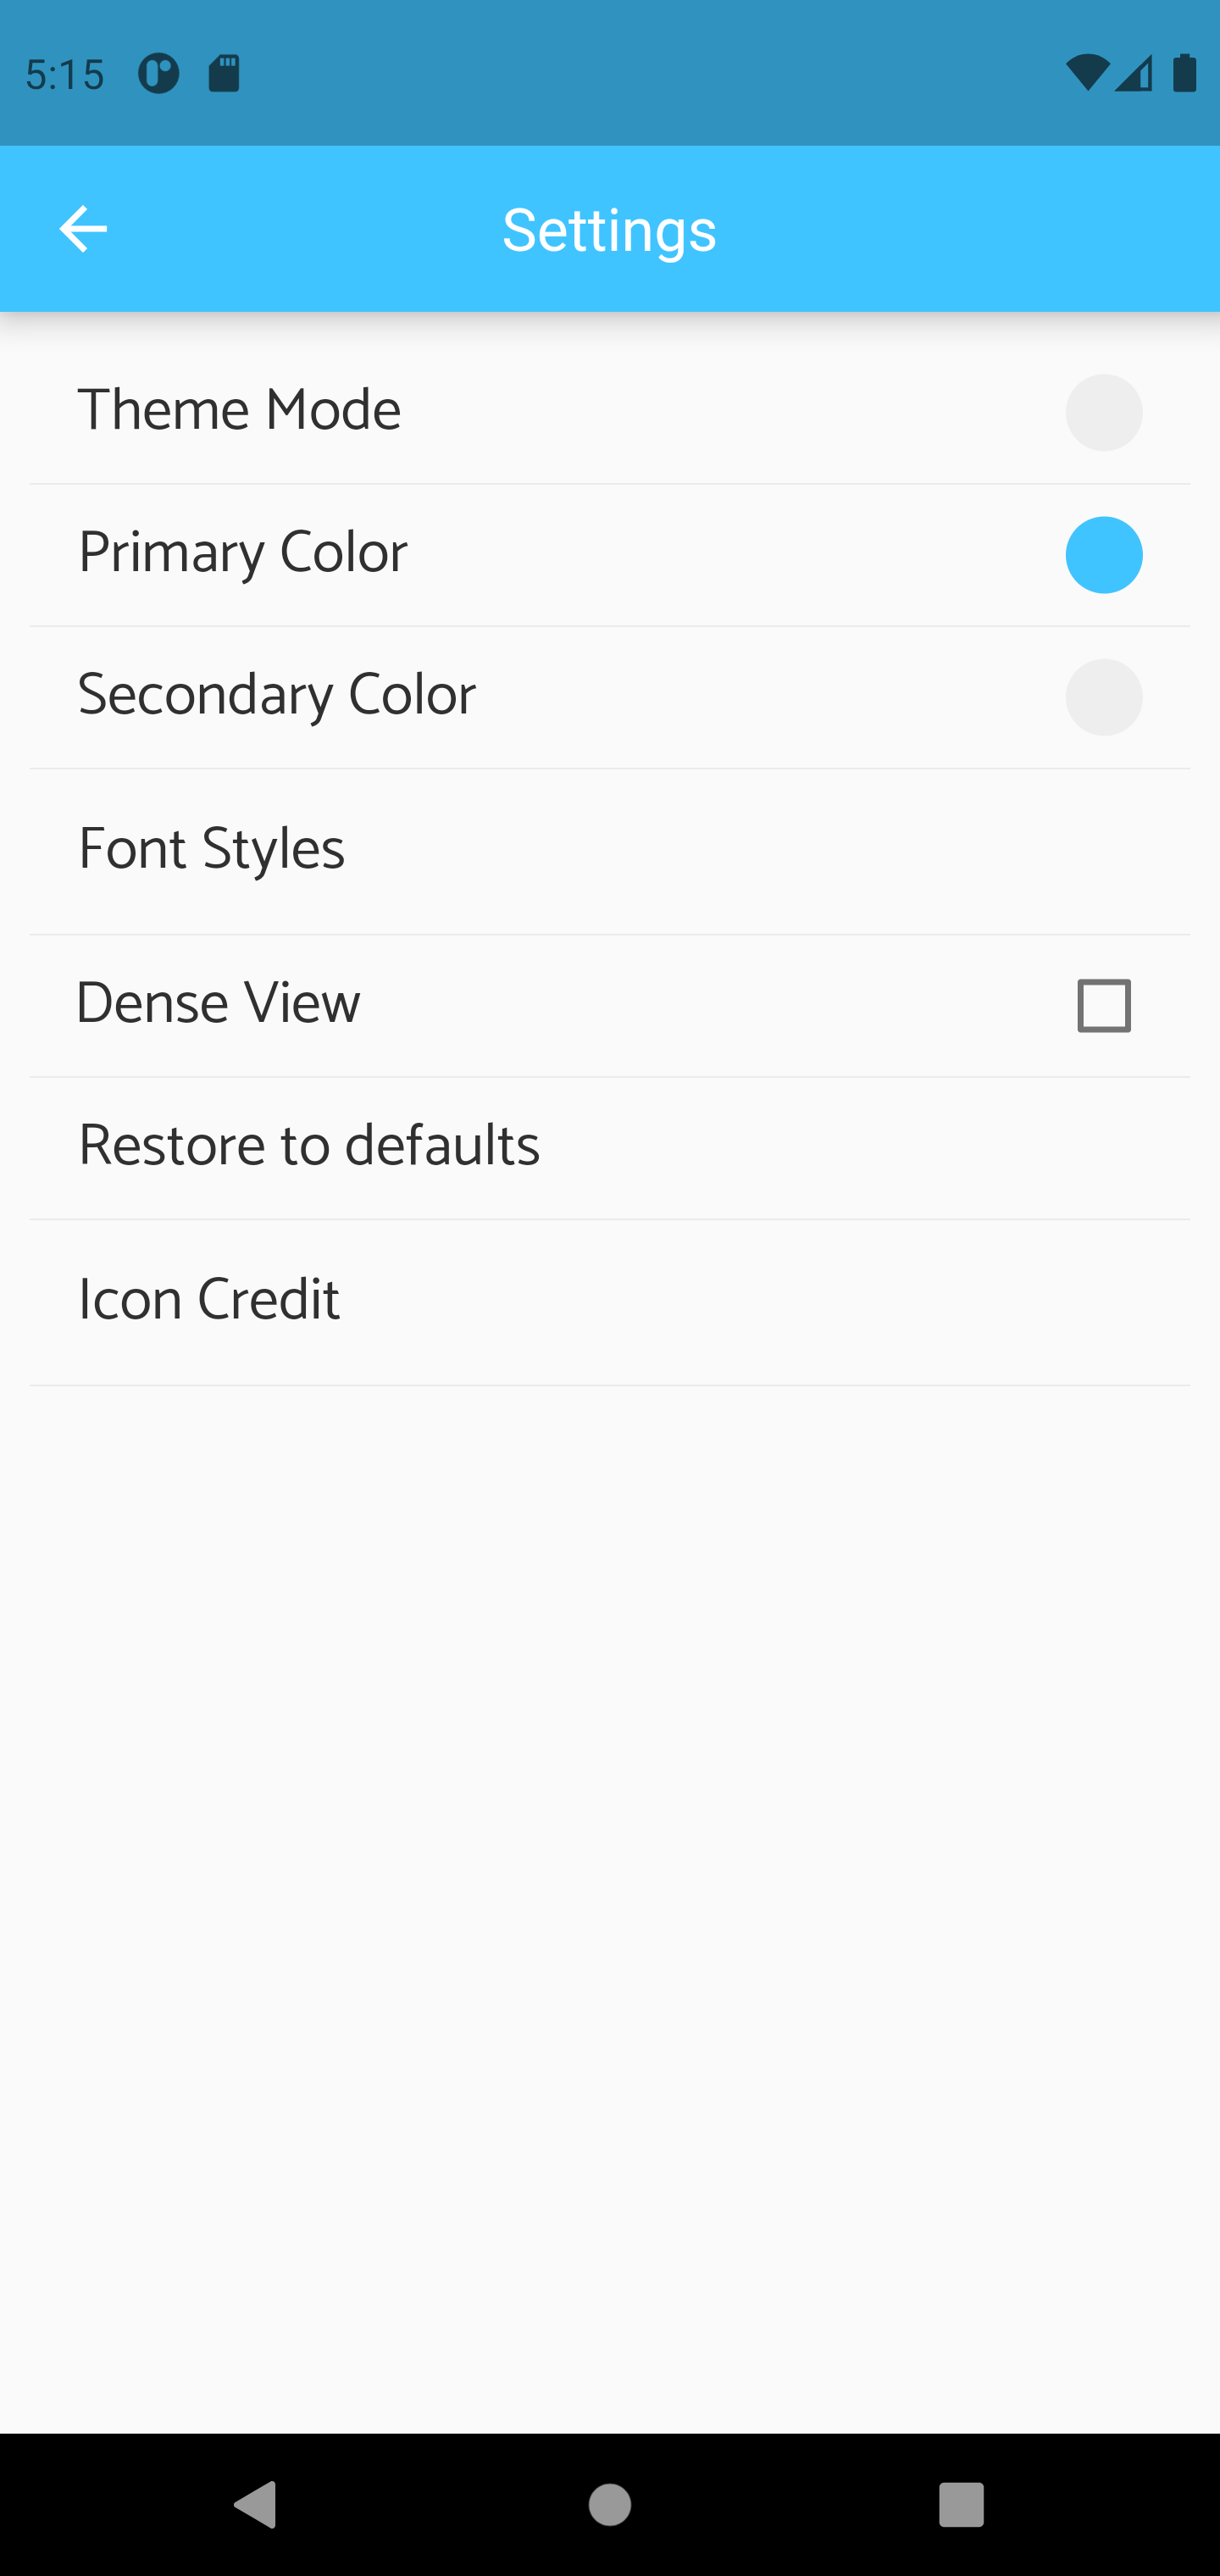 5:15
Settings
Theme Mode
Primary Color
Secondary Color
Font Styles
Dense View
Restore to defaults
Icon Credit